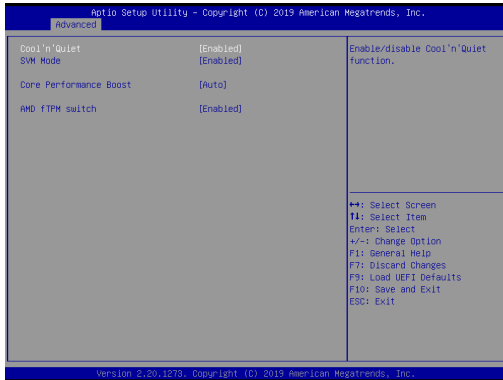 Aptio Setup Utility – Copyright (C) 2019 American Megatrends, Inc.
Advanced
Cool'n'Quiet [Enabled]
SVM Mode [Enabled]
Core Performance Boost [Auto]
AMD fTPM switch [Enabled]
Enable/disable Cool'n'Quiet
function.
↔: Select Screen
↑↓: Select Item
Enter: Select
+/-: Change Option
F1: General Help
F7: Discard Changes
F9: Load UEFI Defaults
F10: Save and Exit
ESC: Exit
Version 2.20.1273. Copyright (C) 2019 American Megatrends, Inc.